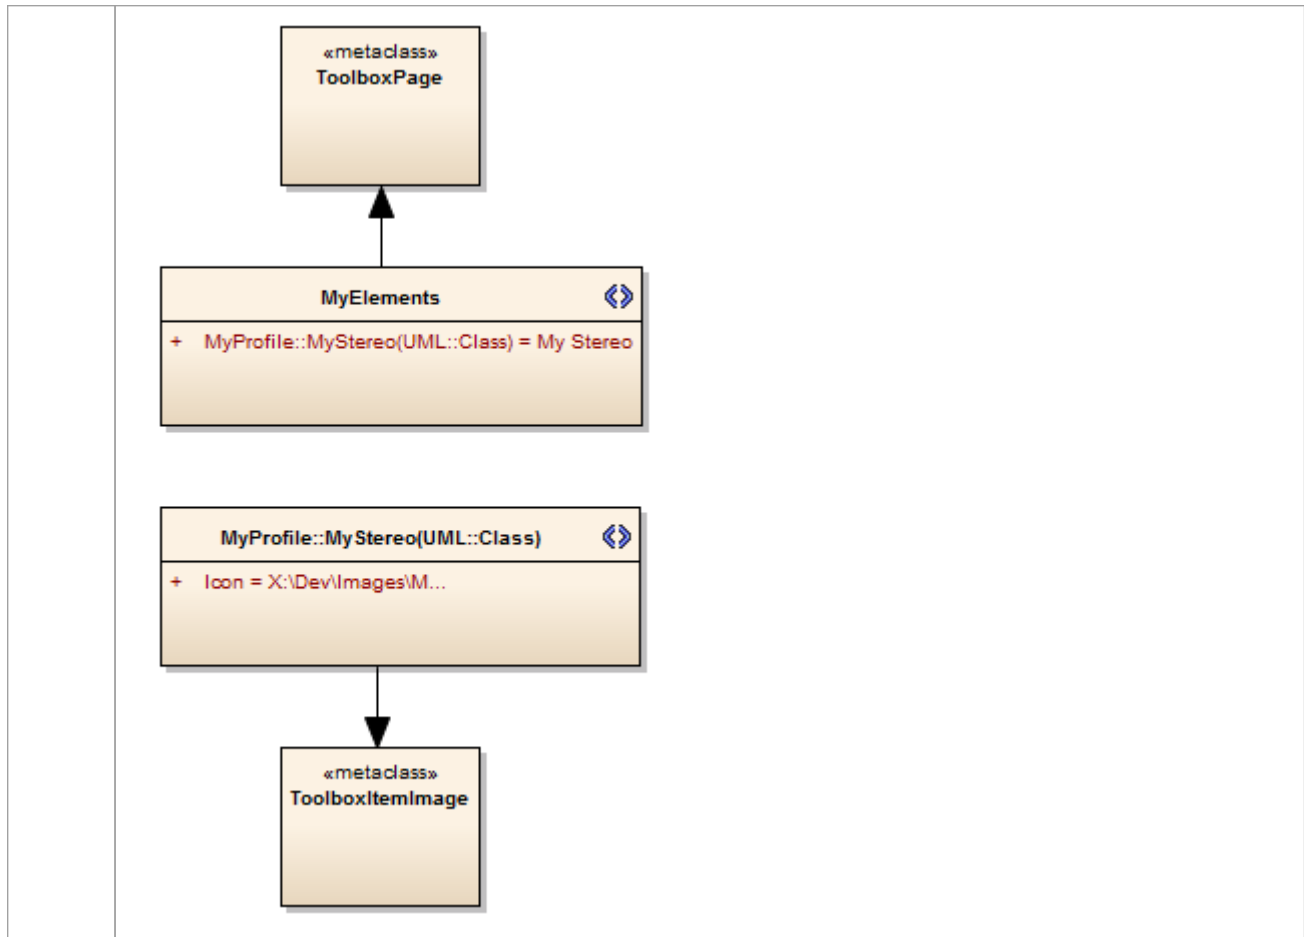 «metaclass»
ToolboxPage
MyElements
+ MyProfile::MyStereo(UML::Class) = My Stereo
MyProfile::MyStereo(UML::Class)
+ Icon = X:\Dev\Images\M...
«metaclass»
ToolboxItemImage